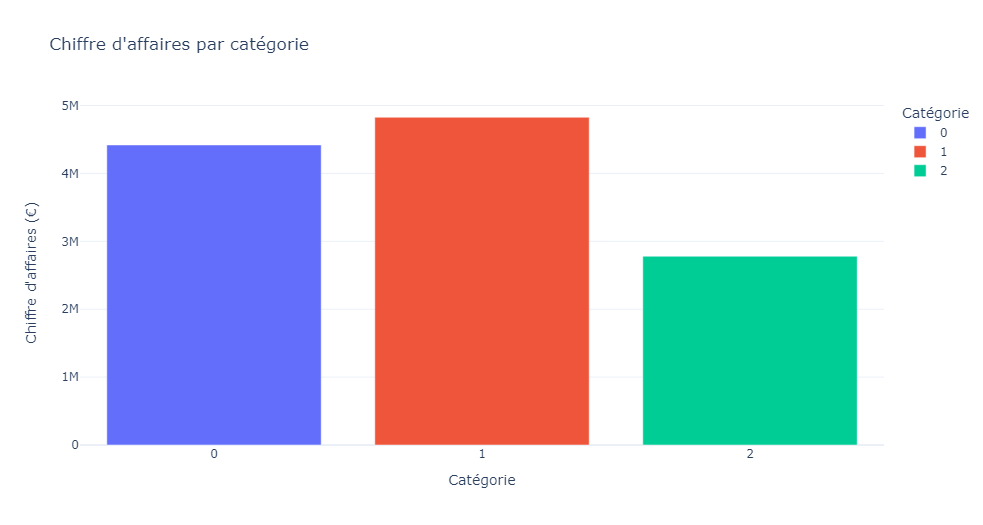 Chiffre d'affaires par catégorie
Chiffre d'affaires (€)
5M
4M
3M
2M
1M
0
0
1
2
Catégorie
Catégorie
0
1
2